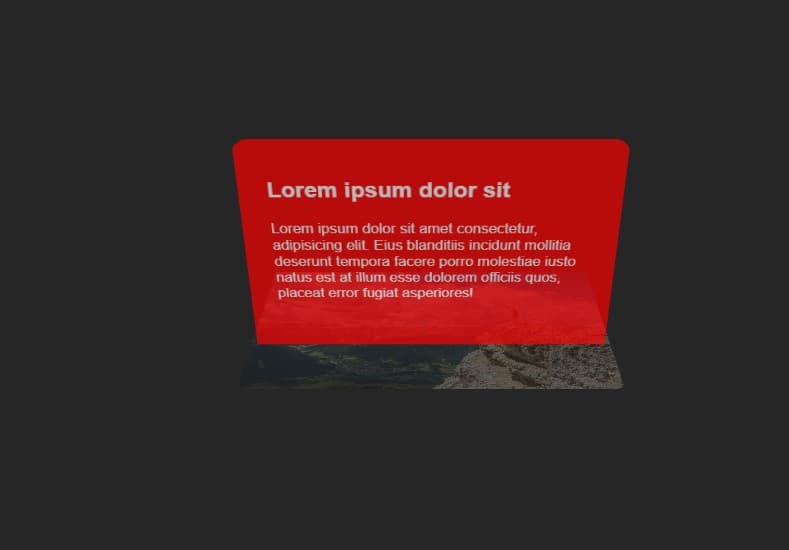 Lorem ipsum dolor sit
Lorem ipsum dolor sit amet consectetur,
adipisicing elit. Eius blanditiis incidunt mollitia
deserunt tempora facere porro molestiae iusto
natus est at illum esse dolorem officiis quos,
placeat error fugiat asperiores!